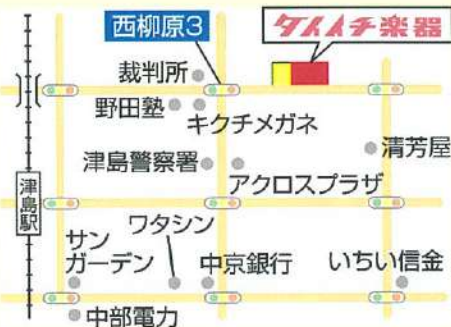 西柳原3
ダイイチ楽器
裁判所
野田塾
キクチメガネ
津島警察署
清芳屋
アクロスプラザ
津島駅
ワタシン
サン
ガーデン
中京銀行
いちい信金
中部電力